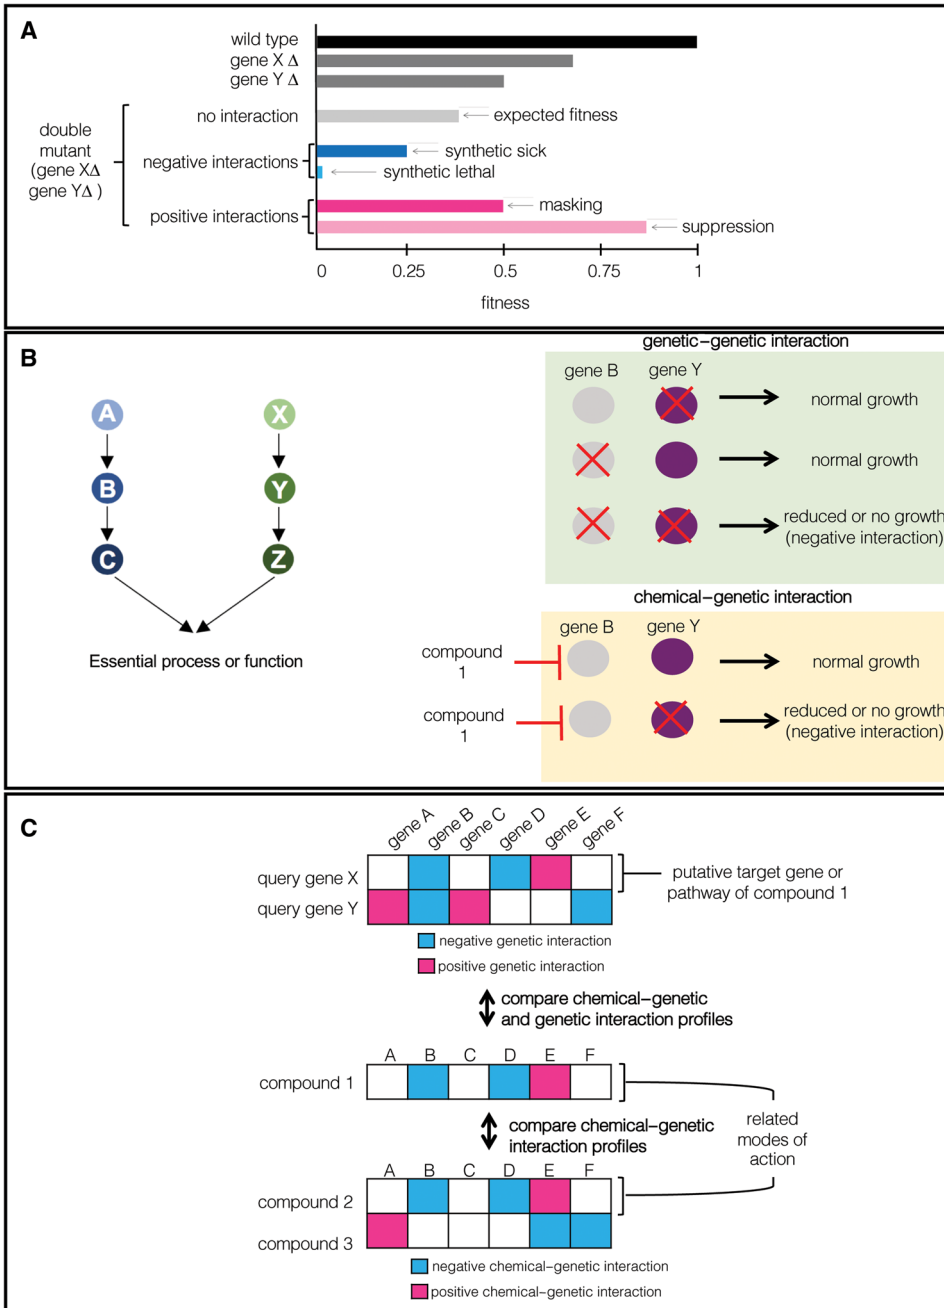 A
wild type
gene X Δ
gene Y Δ
no interaction
expected fitness
double
mutant
(gene XΔ
gene YΔ )
negative interactions
synthetic sick
synthetic lethal
positive interactions
masking
suppression
0 0.25 0.5 0.75 1
fitness
B
A
B
C
X
Y
Z
Essential process or function
genetic–genetic interaction
gene B gene Y
normal growth
normal growth
reduced or no growth
(negative interaction)
chemical–genetic interaction
gene B gene Y
compound
1
normal growth
compound
1
reduced or no growth
(negative interaction)
C
gene A gene B gene C gene D gene E gene F
query gene X
query gene Y
putative target gene or
pathway of compound 1
negative genetic interaction
positive genetic interaction
compare chemical–genetic
and genetic interaction profiles
A B C D E F
compound 1
compare chemical–genetic
interaction profiles
related
modes of
action
A B C D E F
compound 2
compound 3
negative chemical–genetic interaction
positive chemical–genetic interaction